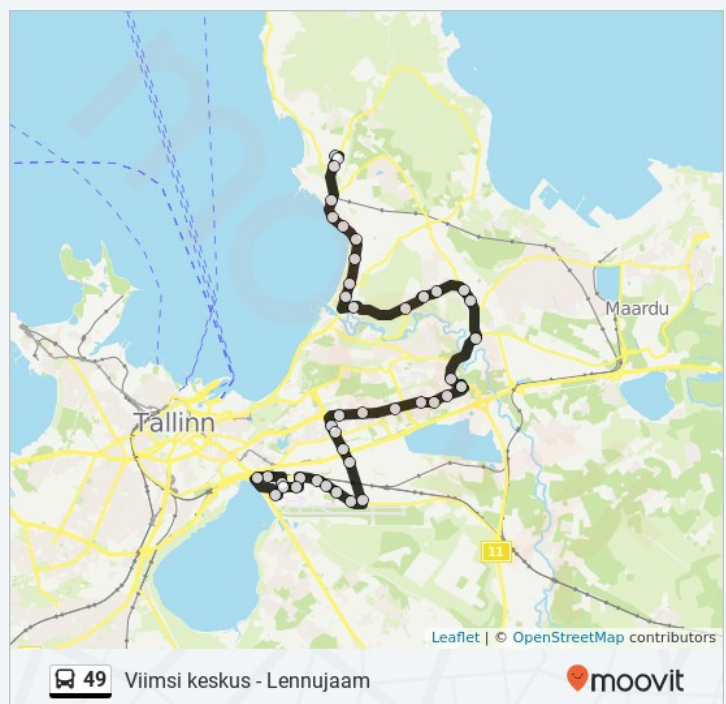 Maardu
Tallinn
11
Leaflet | © OpenStreetMap contributors
49 Viimsi keskus - Lennujaam
moovit